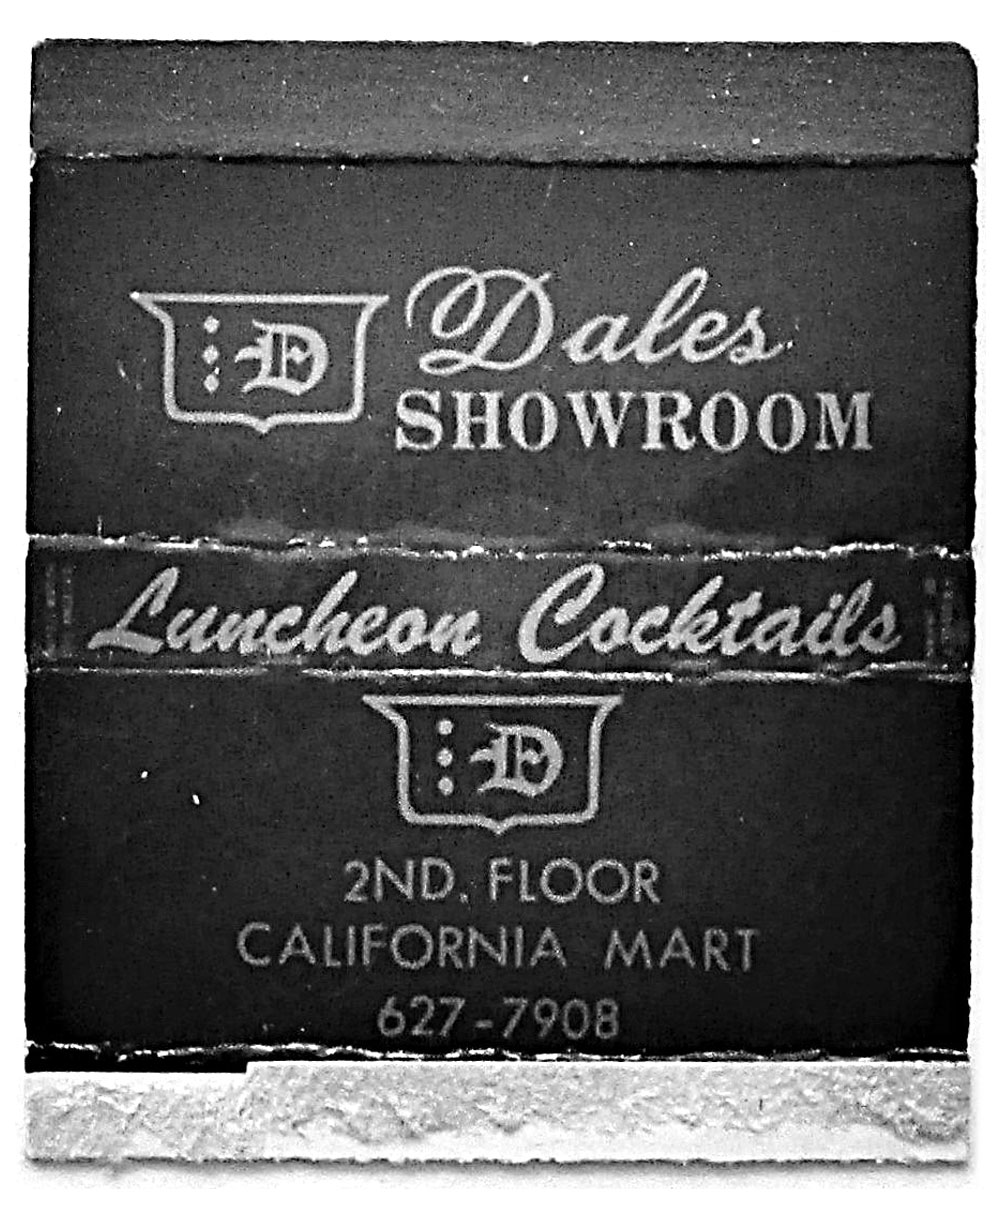 D Dales
SHOWROOM
Luncheon Cocktails
D
2ND. FLOOR
CALIFORNIA MART
627-7908